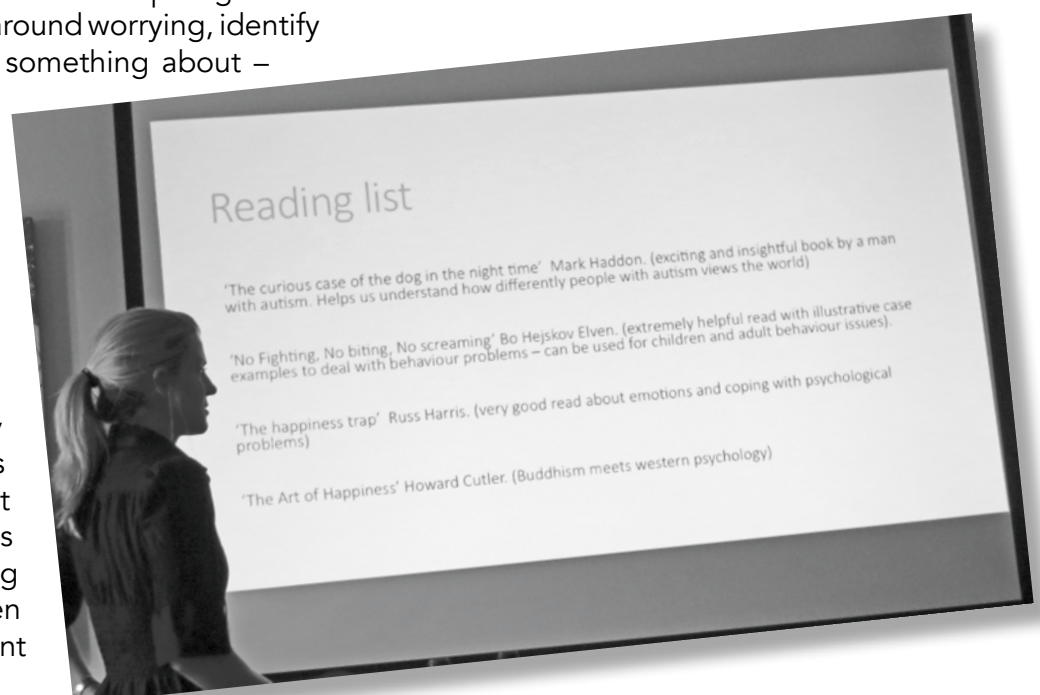 around worrying, identify
something about –
Reading list
‘The curious case of the dog in the night time’ Mark Haddon. (exciting and insightful book by a man
with autism. Helps us understand how differently people with autism views the world)
‘No Fighting, No biting, No screaming’ Bo Hejskov Elven. (extremely helpful read with illustrative case
examples to deal with behaviour problems – can be used for children and adult behaviour issues).
‘The happiness trap’ Russ Harris. (very good read about emotions and coping with psychological
problems)
‘The Art of Happiness’ Howard Cutler. (Buddhism meets western psychology)